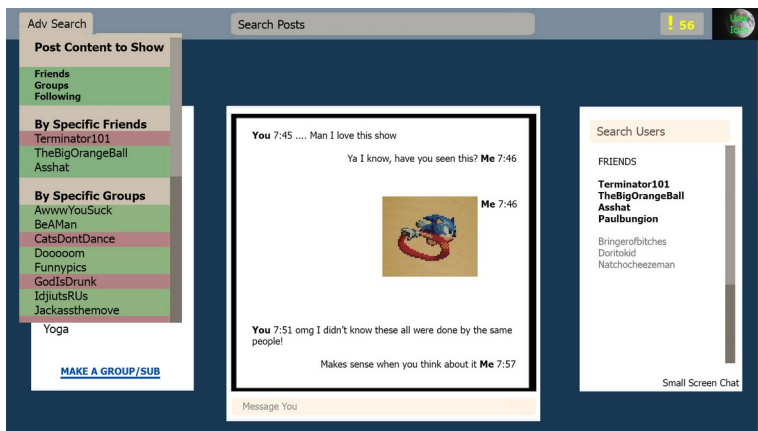 Adv Search
Search Posts
! 56
User
Icon
Post Content to Show
Friends
Groups
Following
By Specific Friends
Terminator101
TheBigOrangeBall
Asshat
By Specific Groups
AwwwYouSuck
BeAMan
CatsDontDance
Dooooom
Funnypics
GodIsDrunk
IdjiutsRUs
Jackassthemove
Yoga
MAKE A GROUP/SUB
You 7:45 .... Man I love this show
Ya I know, have you seen this? Me 7:46
Me 7:46
You 7:51 omg I didn't know these all were done by the same
people!
Makes sense when you think about it Me 7:57
Message You
Search Users
FRIENDS
Terminator101
TheBigOrangeBall
Asshat
Paulbungion
Bringerofbitches
Doritokid
Natchocheezeman
Small Screen Chat